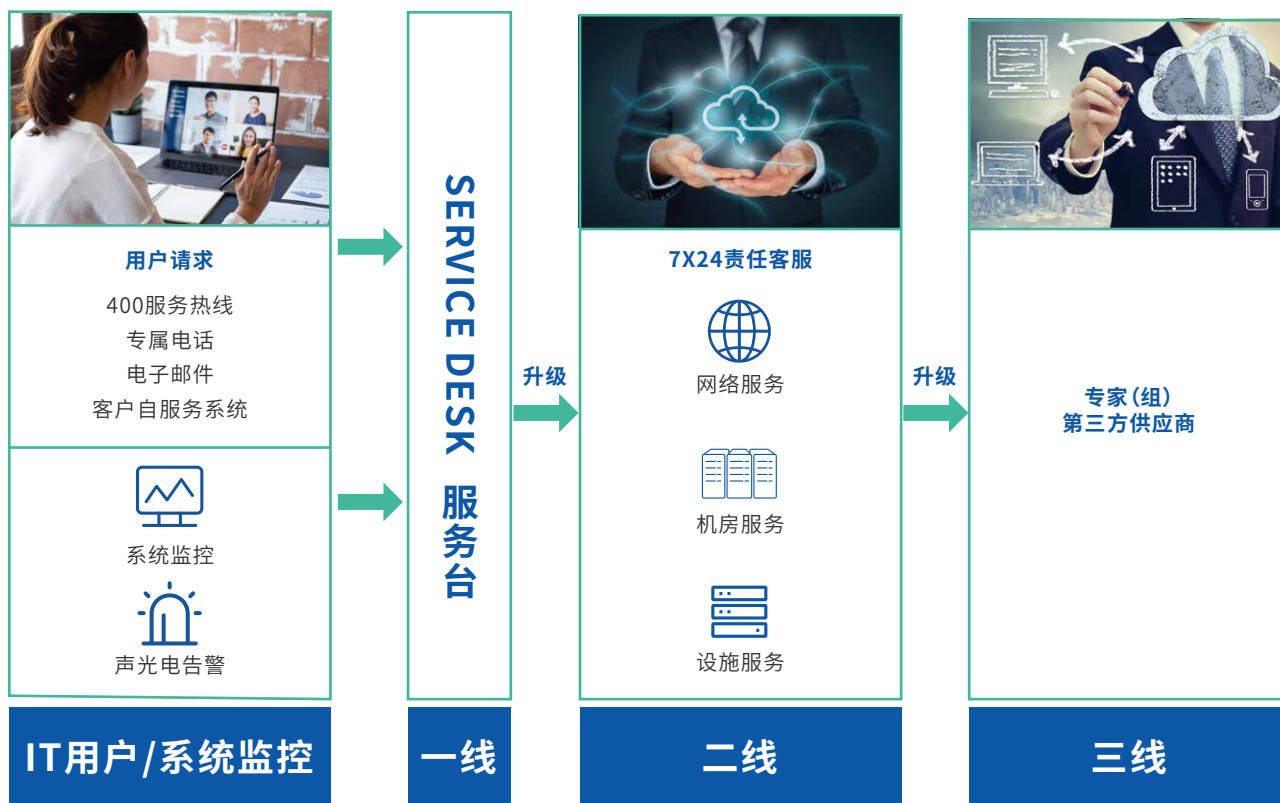 用户请求
400服务热线
专属电话
电子邮件
客户自服务系统
系统监控
声光电告警
IT用户/系统监控
SERVICE DESK 服务台
一线
升级
7X24责任客服
网络服务
机房服务
设施服务
二线
升级
专家（组）
第三方供应商
三线